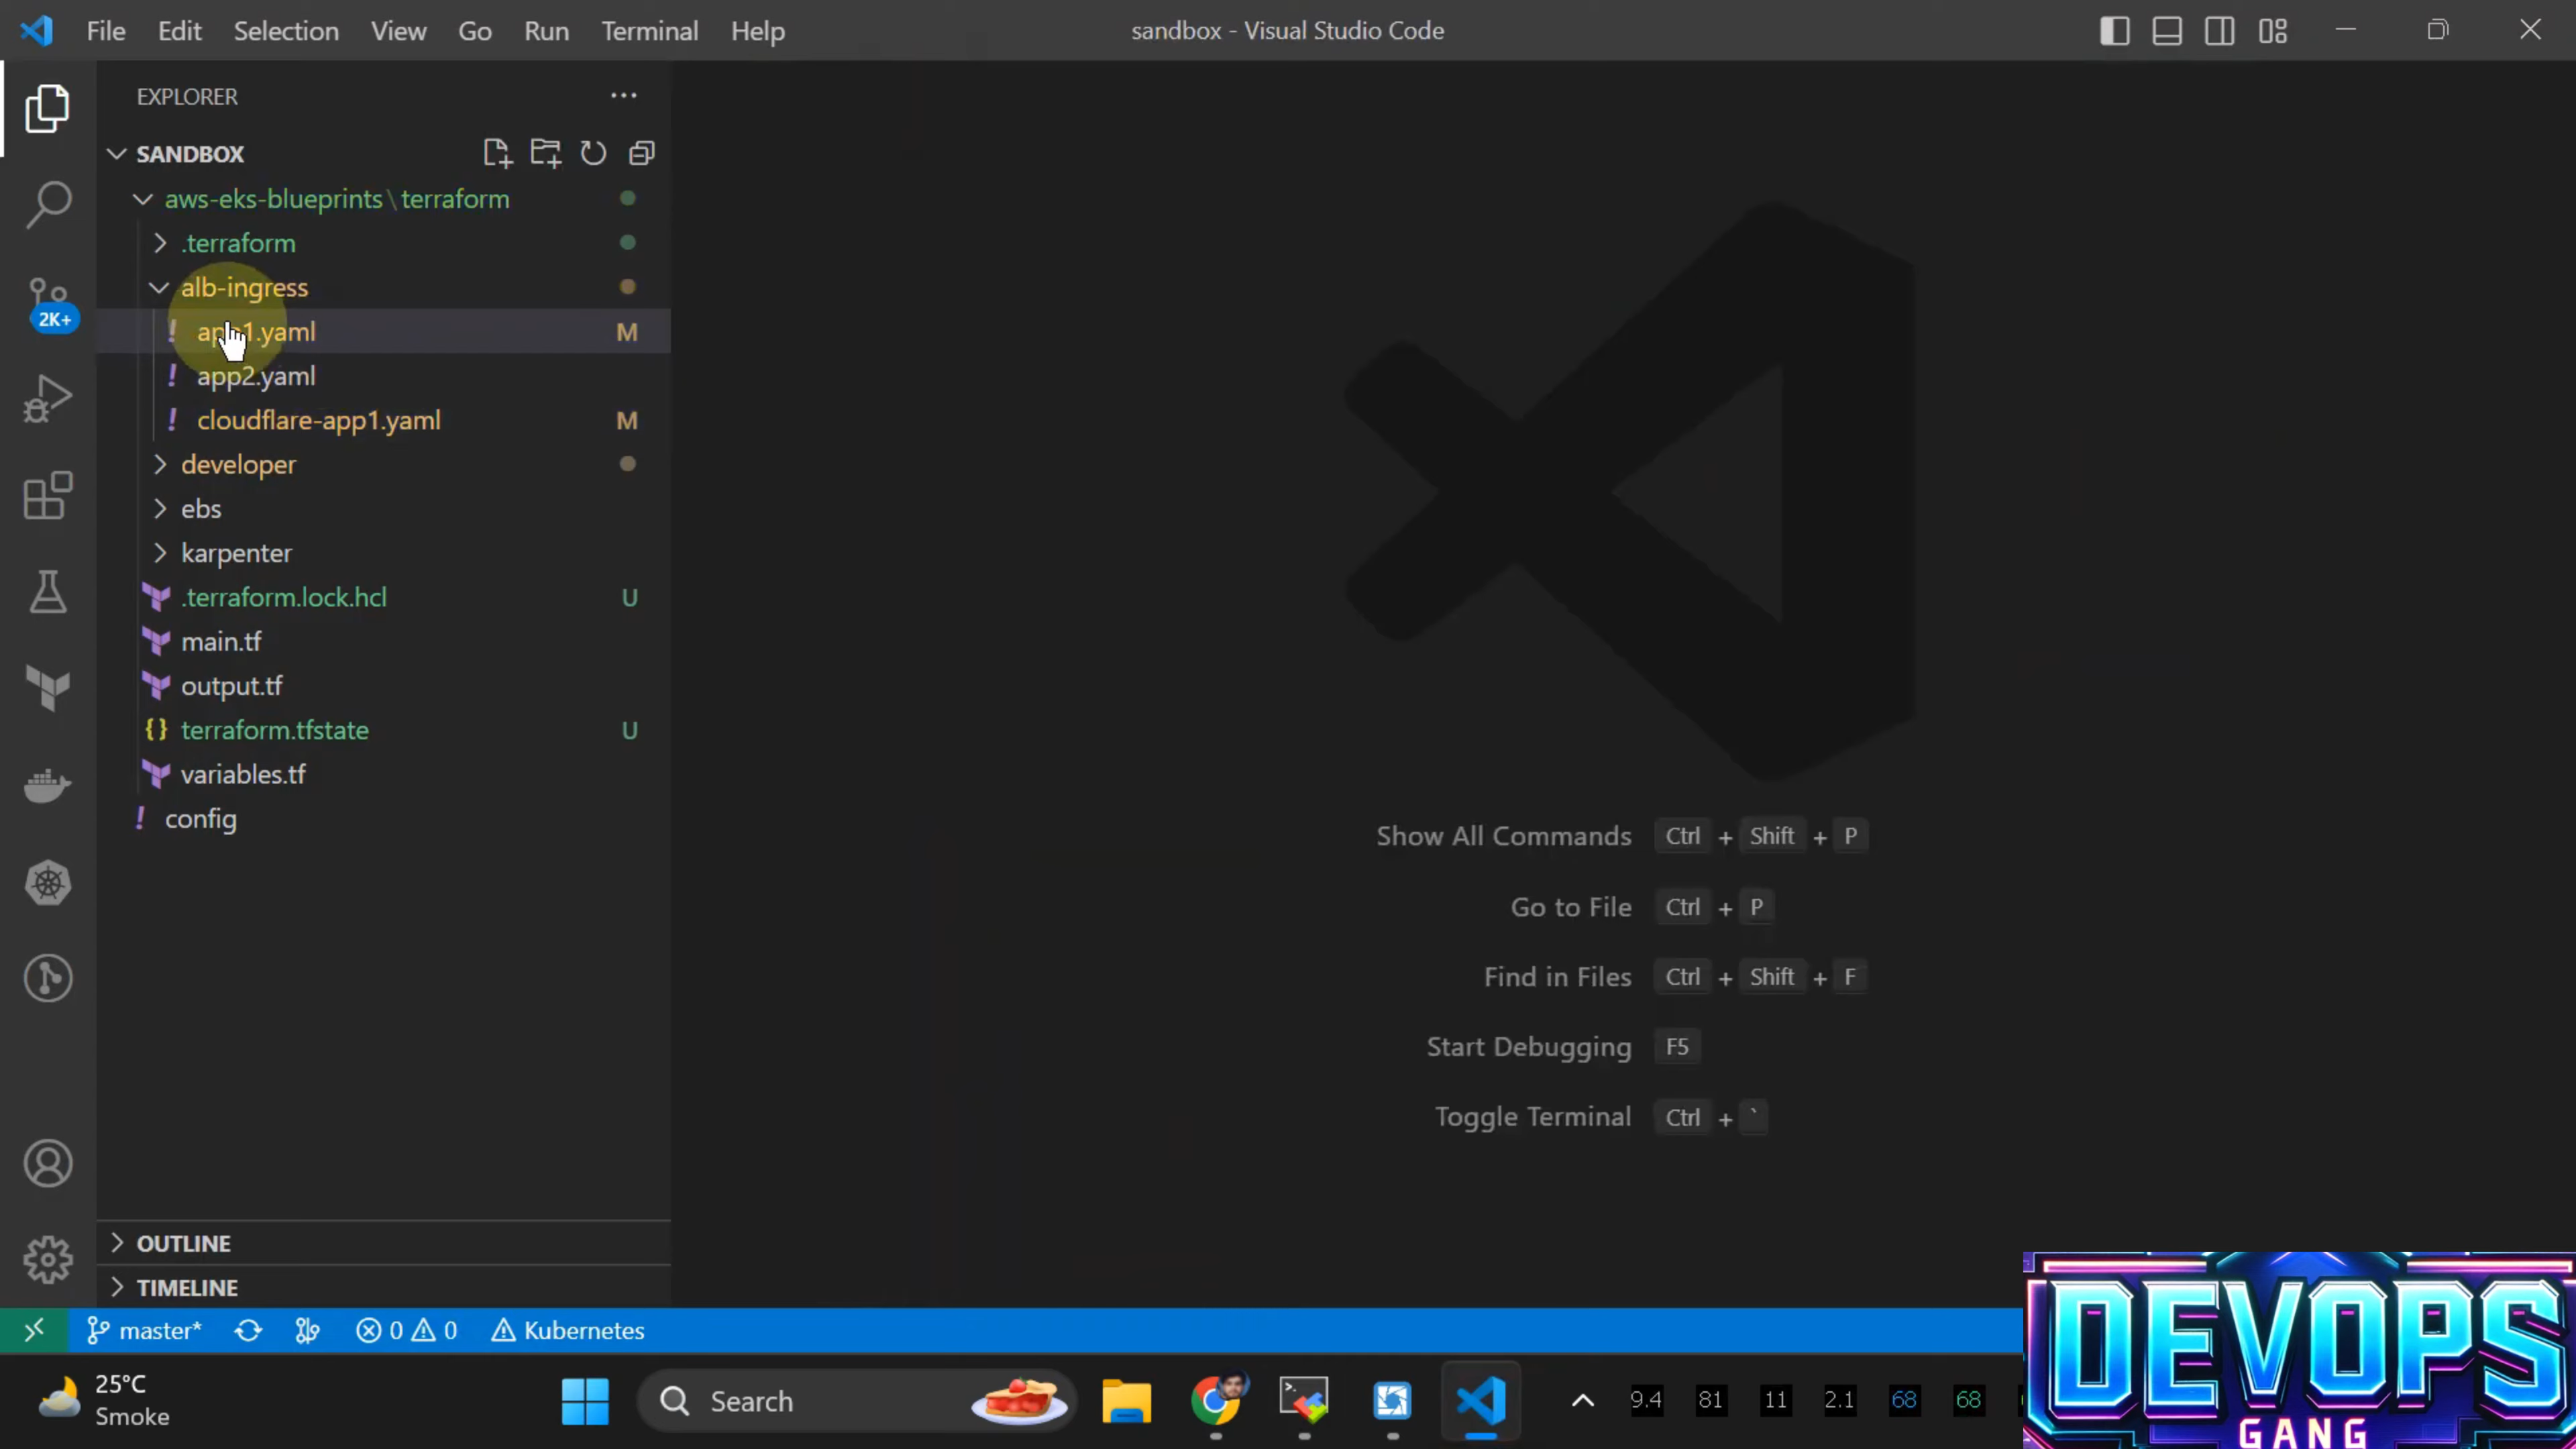 File Edit Selection View Go Run Terminal Help
sandbox - Visual Studio Code
EXPLORER
SANDBOX
aws-eks-blueprints\terraform
.terraform
alb-ingress
app1.yaml M
app2.yaml
cloudflare-app1.yaml M
developer
ebs
karpenter
.terraform.lock.hcl U
main.tf
output.tf
terraform.tfstate U
variables.tf
config
2K+
Show All Commands Ctrl + Shift + P
Go to File Ctrl + P
Find in Files Ctrl + Shift + F
Start Debugging F5
Toggle Terminal Ctrl + `
OUTLINE
TIMELINE
master* 0 0 Kubernetes
25°C
Smoke
Search
9.4 81 11 2.1 68 68
DEVOPS
GANG